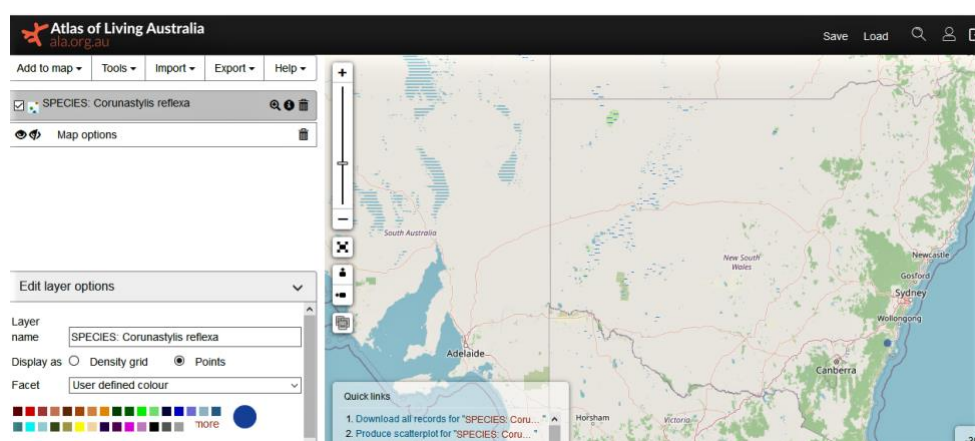 Atlas of Living Australia
ala.org.au
Save Load
Add to map Tools Import Export Help
SPECIES: Corunastylis reflexa
Map options
Edit layer options
Layer name SPECIES: Corunastylis reflexa
Display as Density grid Points
Facet User defined colour
more
South Australia
New South Wales
Newcastle
Gosford
Sydney
Wollongong
Canberra
Adelaide
Horsham
Victoria
Quick links
1. Download all records for "SPECIES: Coru... "
2. Produce scatterplot for "SPECIES: Coru... "